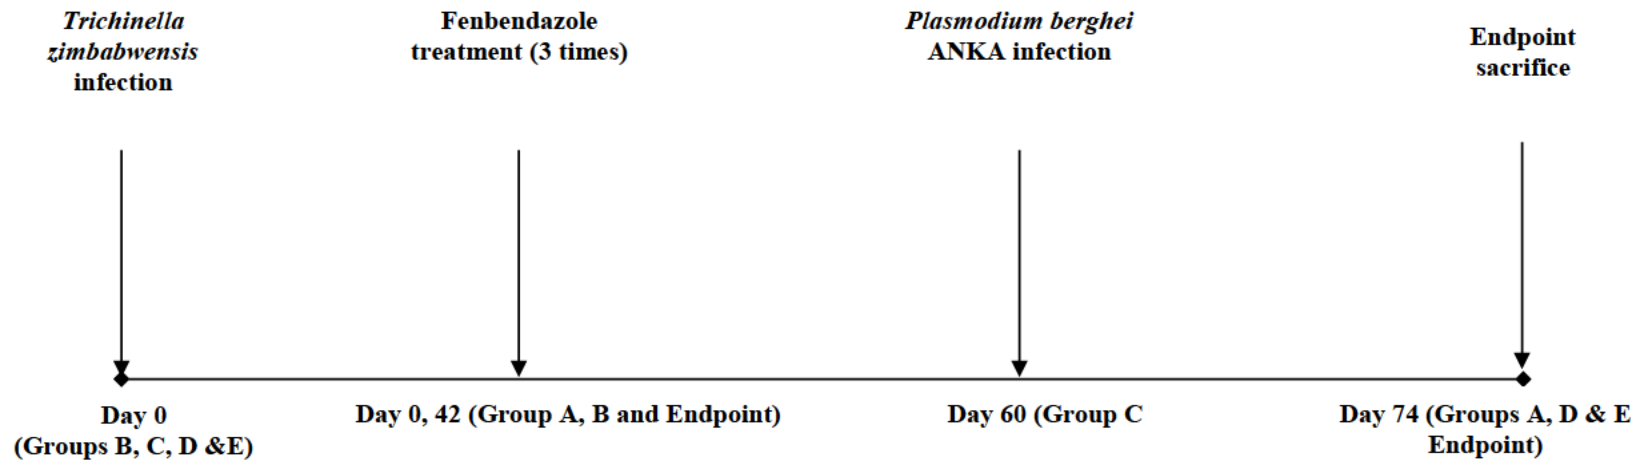 Trichinella
zimbabwensis
infection
Fenbendazole
treatment (3 times)
Plasmodium berghei
ANKA infection
Endpoint
sacrifice
Day 0
(Groups B, C, D &E)
Day 0, 42 (Group A, B and Endpoint)
Day 60 (Group C
Day 74 (Groups A, D & E
Endpoint)